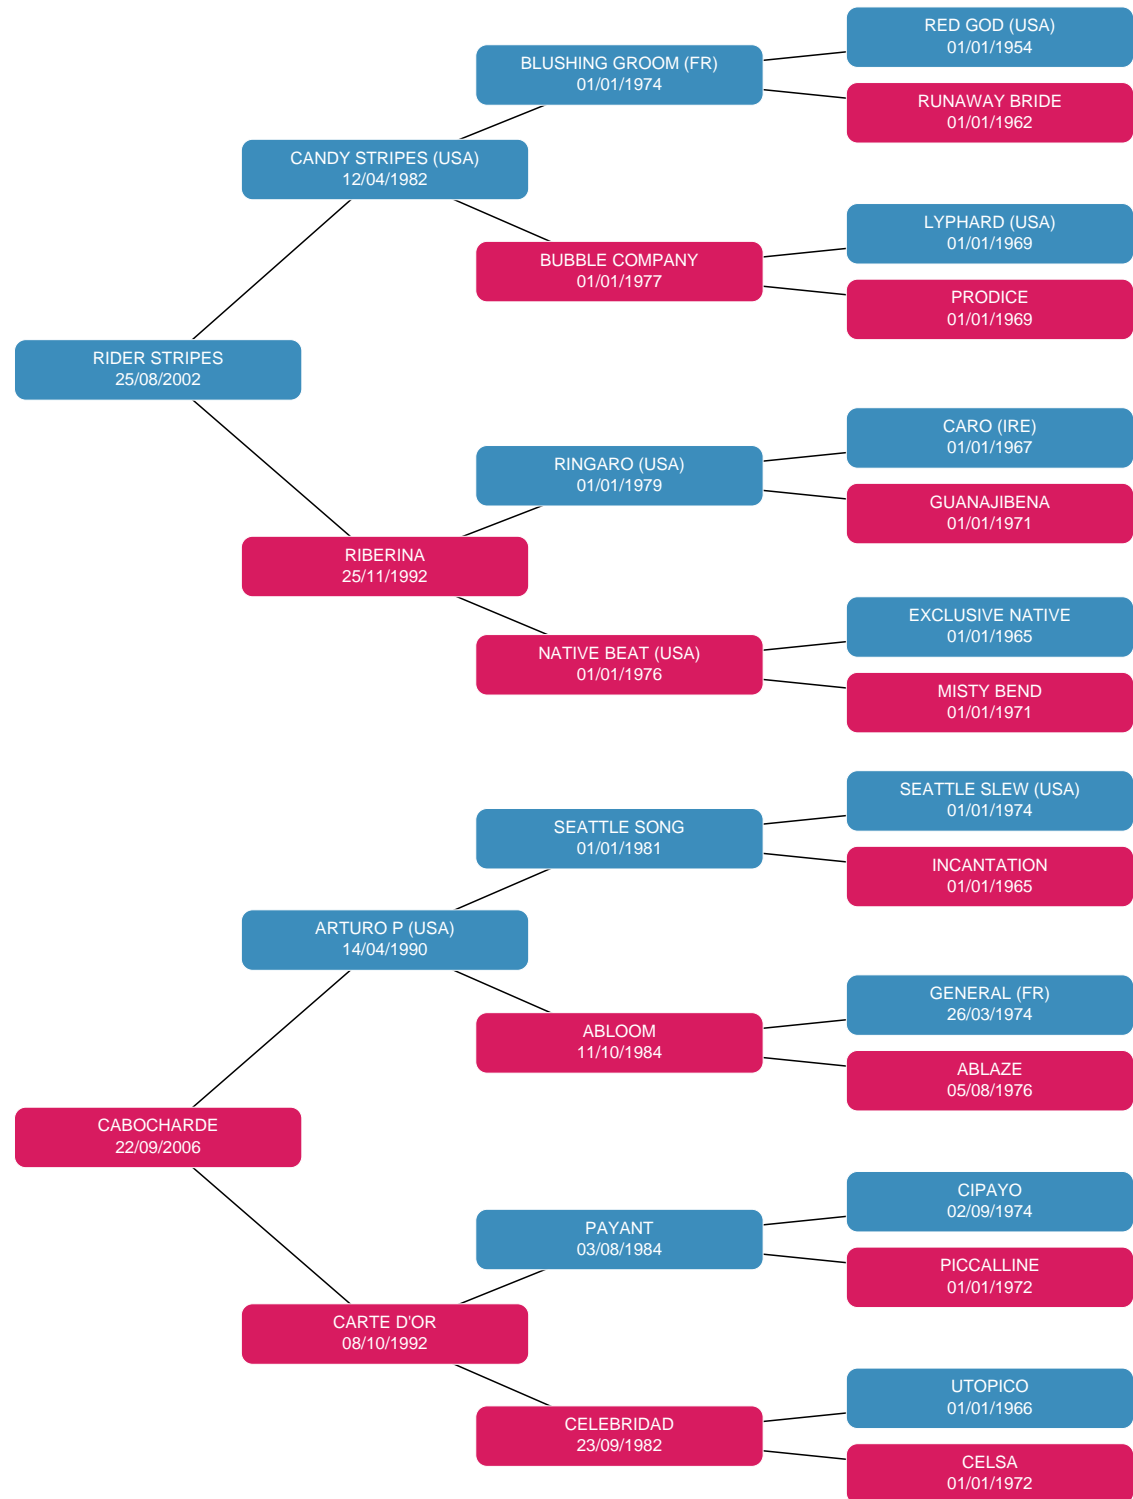 RED GOD (USA)
01/01/1954
BLUSHING GROOM (FR)
01/01/1974
RUNAWAY BRIDE
01/01/1962
CANDY STRIPES (USA)
12/04/1982
LYPHARD (USA)
01/01/1969
BUBBLE COMPANY
01/01/1977
PRODICE
01/01/1969
RIDER STRIPES
25/08/2002
CARO (IRE)
01/01/1967
RINGARO (USA)
01/01/1979
GUANAJIBENA
01/01/1971
RIBERINA
25/11/1992
EXCLUSIVE NATIVE
01/01/1965
NATIVE BEAT (USA)
01/01/1976
MISTY BEND
01/01/1971
SEATTLE SLEW (USA)
01/01/1974
SEATTLE SONG
01/01/1981
INCANTATION
01/01/1965
ARTURO P (USA)
14/04/1990
GENERAL (FR)
26/03/1974
ABLOOM
11/10/1984
ABLAZE
05/08/1976
CABOCHARDE
22/09/2006
CIPAYO
02/09/1974
PAYANT
03/08/1984
PICCALLINE
01/01/1972
CARTE D'OR
08/10/1992
UTOPICO
01/01/1966
CELEBRIDAD
23/09/1982
CELSA
01/01/1972